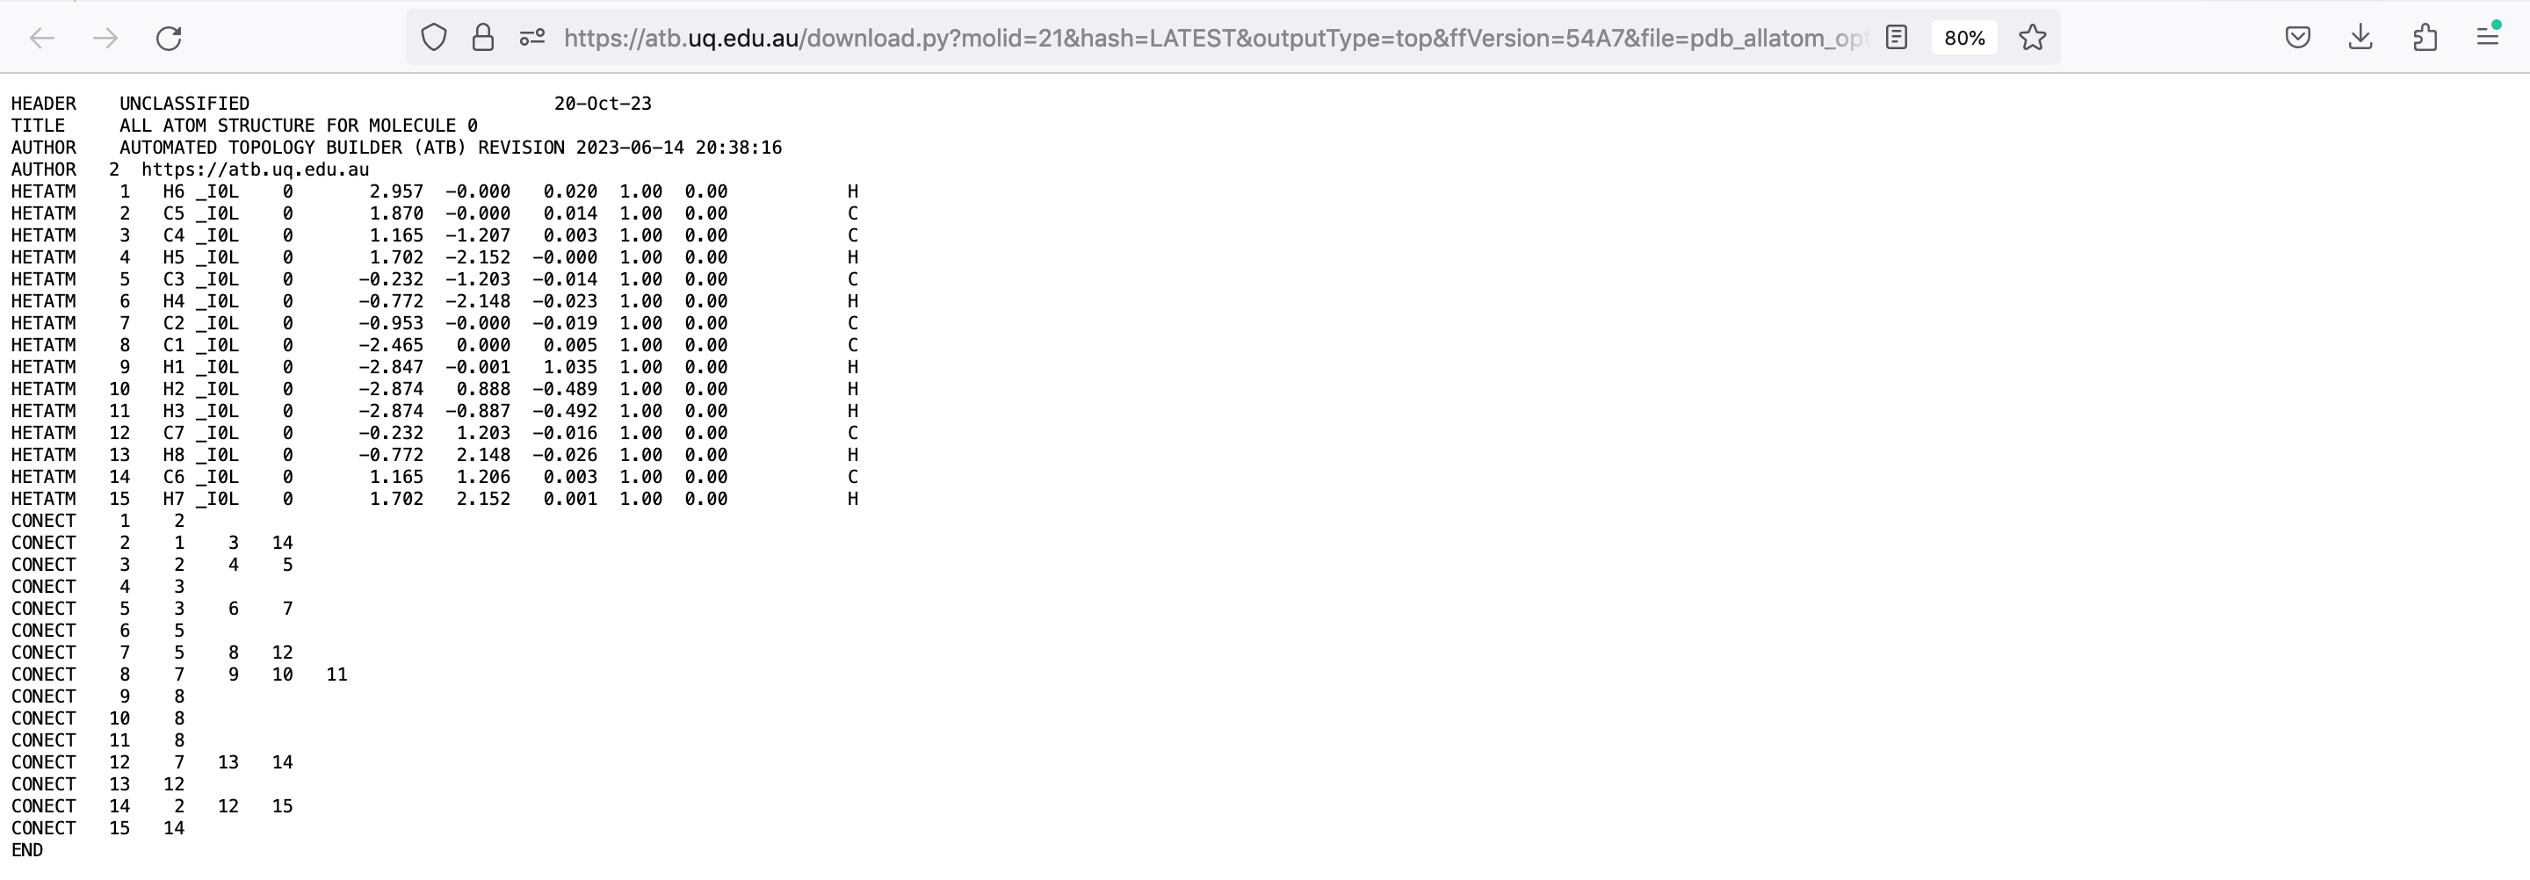 https://atb.uq.edu.au/download.py?molid=21&hash=LATEST&outputType=top&ffVersion=54A7&file=pdb_allatom_opt 80%
HEADER    UNCLASSIFIED                            20-Oct-23
TITLE     ALL ATOM STRUCTURE FOR MOLECULE 0
AUTHOR    AUTOMATED TOPOLOGY BUILDER (ATB) REVISION 2023-06-14 20:38:16
AUTHOR   2  https://atb.uq.edu.au
HETATM    1   H6 _I0L    0       2.957  -0.000   0.020  1.00  0.00           H
HETATM    2   C5 _I0L    0       1.870  -0.000   0.014  1.00  0.00           C
HETATM    3   C4 _I0L    0       1.165  -1.207   0.003  1.00  0.00           C
HETATM    4   H5 _I0L    0       1.702  -2.152  -0.000  1.00  0.00           H
HETATM    5   C3 _I0L    0      -0.232  -1.203  -0.014  1.00  0.00           C
HETATM    6   H4 _I0L    0      -0.772  -2.148  -0.023  1.00  0.00           H
HETATM    7   C2 _I0L    0      -0.953  -0.000  -0.019  1.00  0.00           C
HETATM    8   C1 _I0L    0      -2.465   0.000   0.005  1.00  0.00           C
HETATM    9   H1 _I0L    0      -2.847  -0.001   1.035  1.00  0.00           H
HETATM   10   H2 _I0L    0      -2.874   0.888  -0.489  1.00  0.00           H
HETATM   11   H3 _I0L    0      -2.874  -0.887  -0.492  1.00  0.00           H
HETATM   12   C7 _I0L    0      -0.232   1.203  -0.016  1.00  0.00           C
HETATM   13   H8 _I0L    0      -0.772   2.148  -0.026  1.00  0.00           H
HETATM   14   C6 _I0L    0       1.165   1.206   0.003  1.00  0.00           C
HETATM   15   H7 _I0L    0       1.702   2.152   0.001  1.00  0.00           H
CONECT    1    2
CONECT    2    1    3   14
CONECT    3    2    4    5
CONECT    4    3
CONECT    5    3    6    7
CONECT    6    5
CONECT    7    5    8   12
CONECT    8    7    9   10   11
CONECT    9    8
CONECT   10    8
CONECT   11    8
CONECT   12    7   13   14
CONECT   13   12
CONECT   14    2   12   15
CONECT   15   14
END